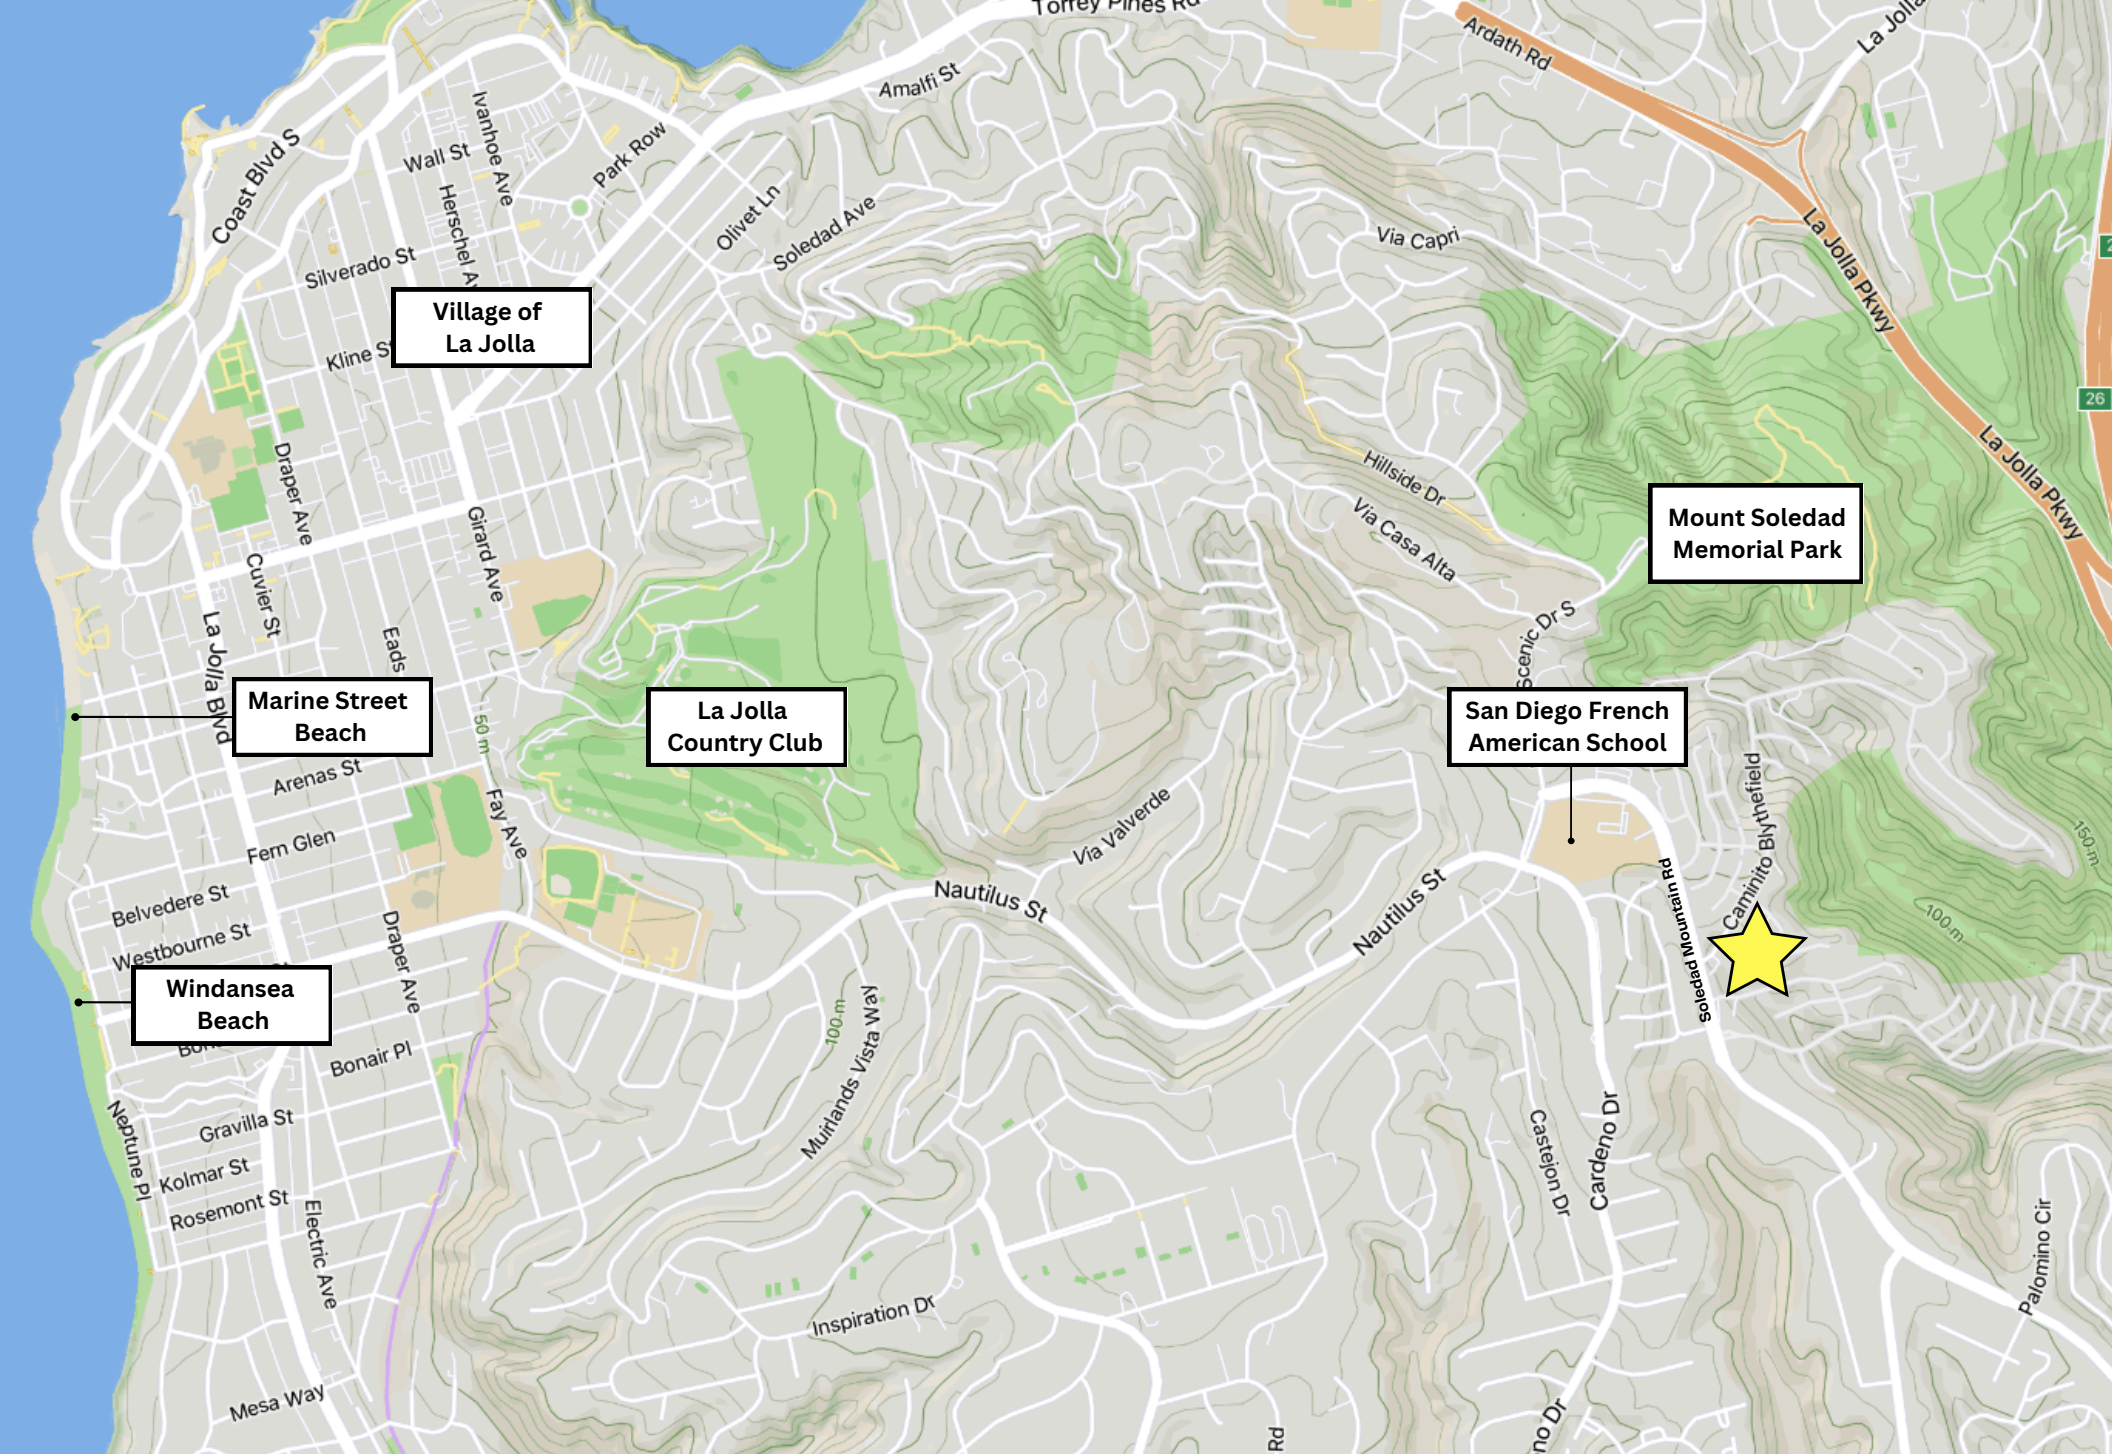 Torrey Pines Rd
Ardath Rd
La Jolla
Amalfi St
Ivanhoe Ave
Wall St
Park Row
Coast Blvd S
Herschel Av
Olivet Ln
Soledad Ave
Via Capri
La Jolla Pkwy
Silverado St
Village of
La Jolla
Kline St
26
La Jolla Pkwy
Draper Ave
Hillside Dr
Via Casa Alta
Girard Ave
Mount Soledad
Memorial Park
Cuvier St
Scenic Dr S
La Jolla Blvd
Eads
Marine Street
Beach
50 m
La Jolla
Country Club
San Diego French
American School
Arenas St
Fay Ave
Fern Glen
Via Valverde
Caminito Blythefield
150-m
Belvedere St
Nautilus St
Nautilus St
Soledad Mountain Rd
100-m
Westbourne St
Draper Ave
Windansea
Beach
100-m
Muirlands Vista Way
Bonair Pl
Neptune Pl
Gravilla St
Kolmar St
Rosemont St
Electric Ave
Castejon Dr
Cardeno Dr
Palomino Cir
Inspiration Dr
Mesa Way
Rd
no Dr